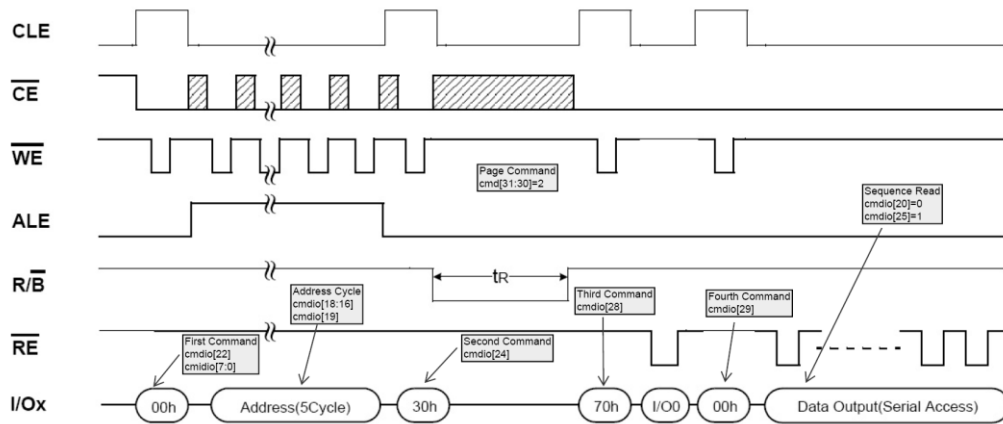 CLE
CE
WE
Page Command
cmd[31:30]=2
Sequence Read
cmdio[20]=0
cmdio[25]=1
ALE
R/B
tR
Address Cycle
cmdio[18:16]
cmdio[19]
Third Command
cmdio[28]
Fourth Command
cmdio[29]
RE
First Command
cmdio[22]
cmidio[7:0]
Second Command
cmdio[24]
I/Ox
00h
Address(5Cycle)
30h
70h
I/O0
00h
Data Output(Serial Access)